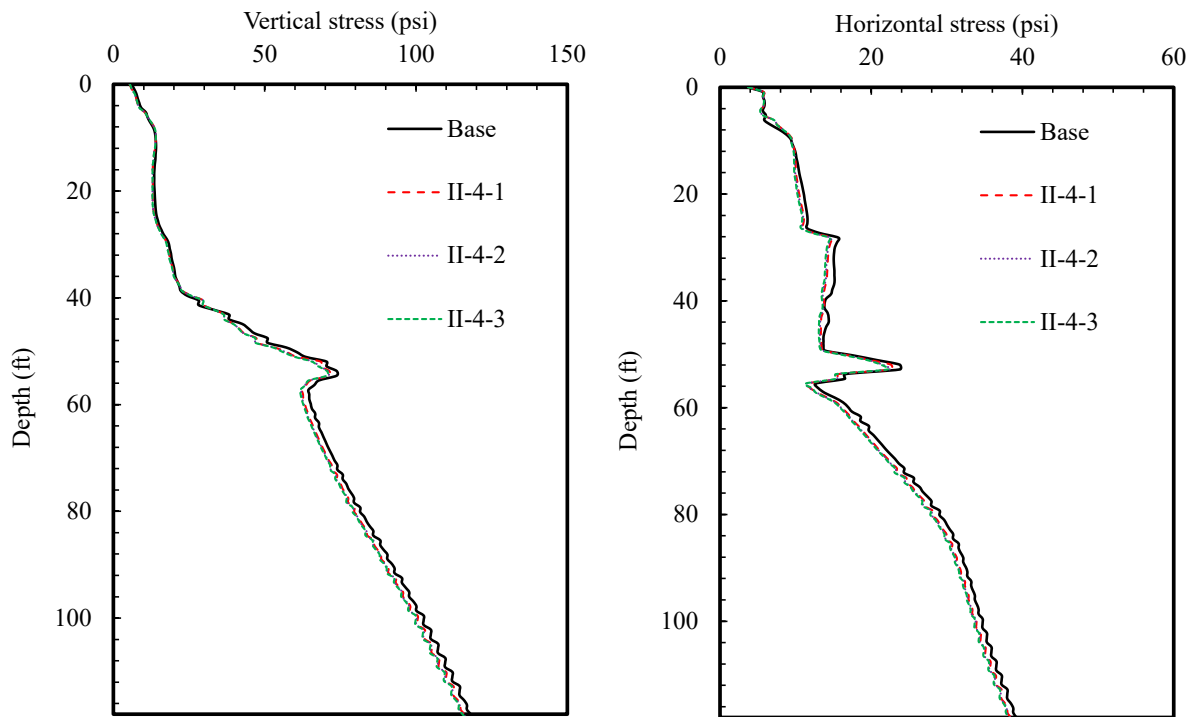 Vertical stress (psi)
0 50 100 150
0
20
40
60
80
100
Depth (ft)
Base
II-4-1
II-4-2
II-4-3
Horizontal stress (psi)
0 20 40 60
0
20
40
60
80
100
Depth (ft)
Base
II-4-1
II-4-2
II-4-3